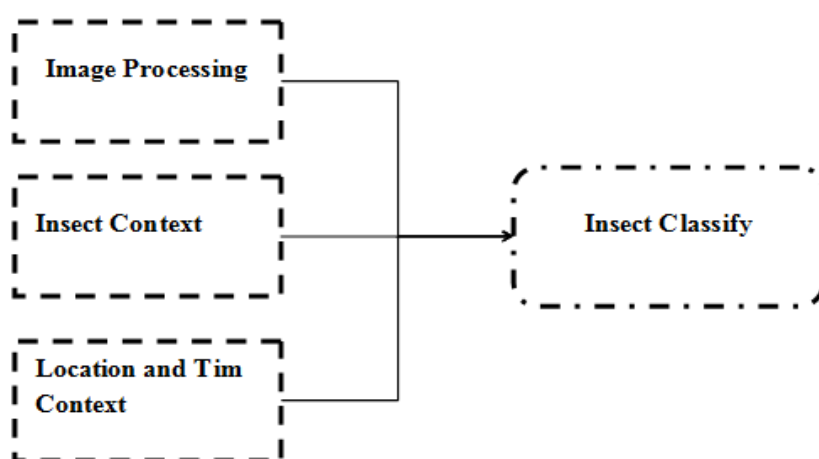 Image Processing
Insect Context
Insect Classify
Location and Tim
Context